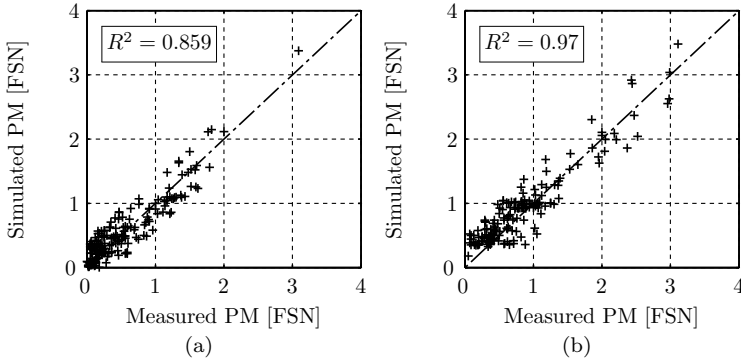 R² = 0.859
Simulated PM [FSN]
4
3
2
1
0
0 1 2 3 4
Measured PM [FSN]
(a)
R² = 0.97
Simulated PM [FSN]
4
3
2
1
0
0 1 2 3 4
Measured PM [FSN]
(b)